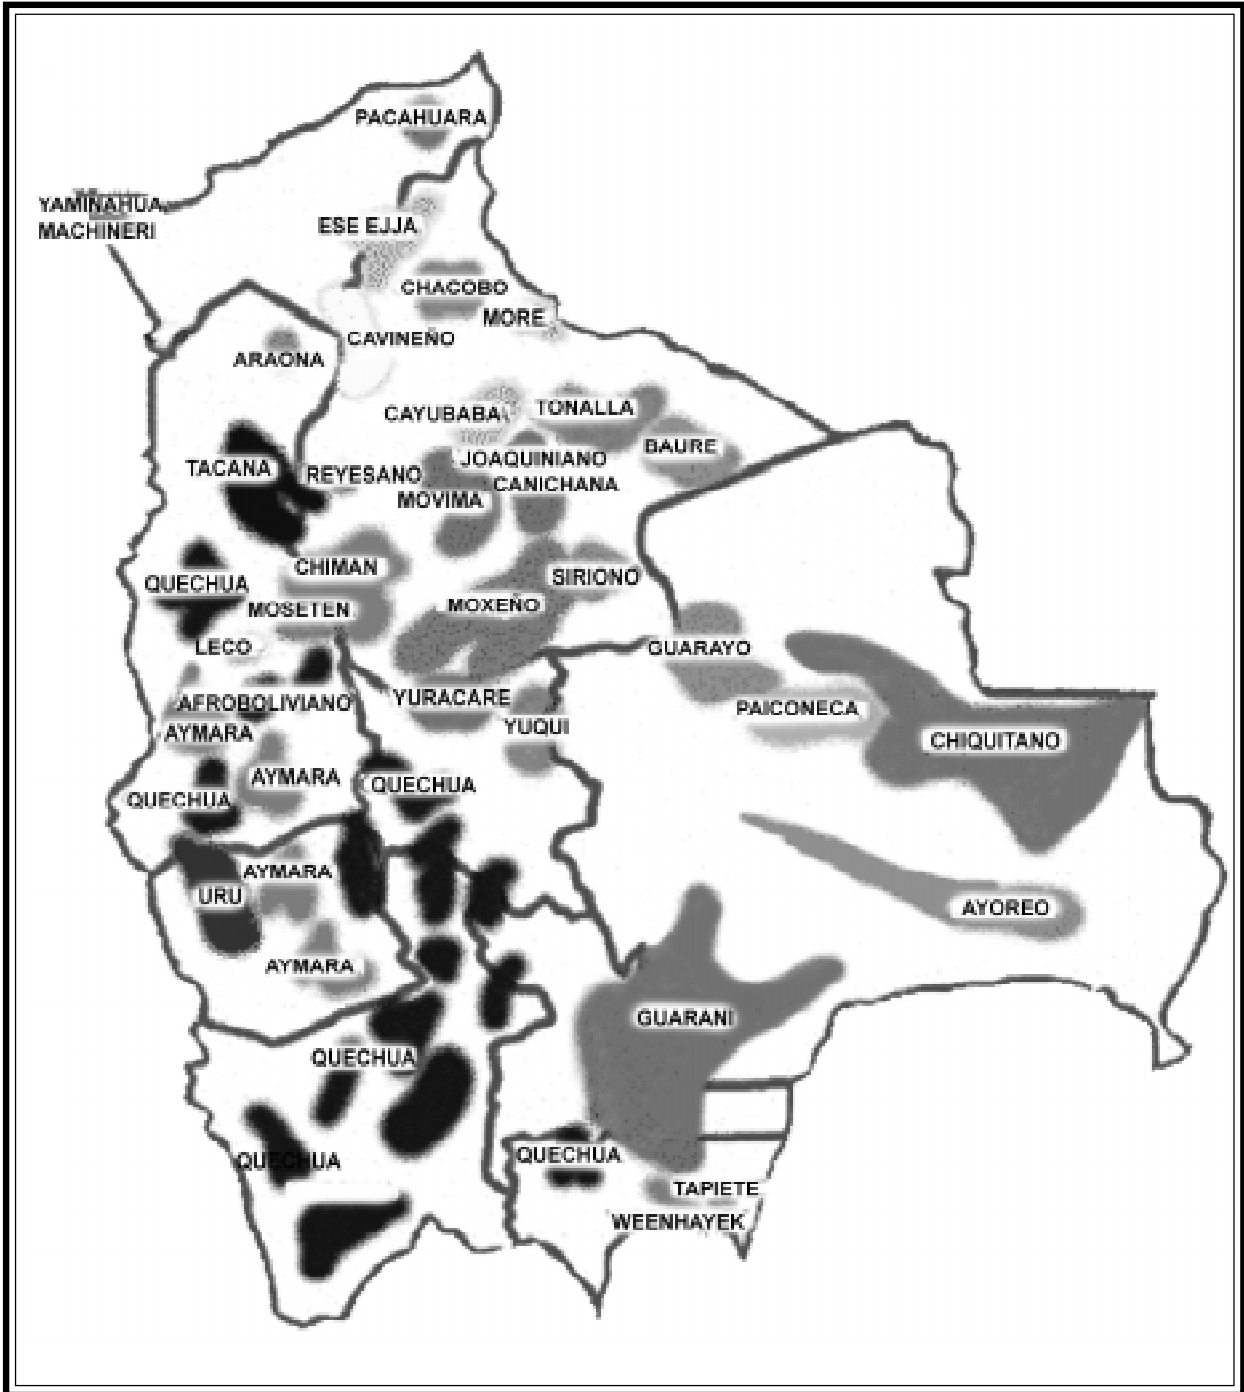 PACAHUARA
YAMINAHUA
MACHINERI
ESE EJJA
CHACOBO
MORE
CAVINEÑO
ARAONA
CAYUBABA
TONALLA
BAURE
JOAQUINIANO
TACANA
REYESANO
CANICHANA
MOVIMA
CHIMAN
SIRIONO
QUECHUA
MOSETEN
MOXEÑO
LECO
GUARAYO
AFROBOLIVIANO
YURACARE
PAICONECA
AYMARA
YUQUI
CHIQUITANO
AYMARA
QUECHUA
QUECHUA
AYMARA
URU
AYOREO
AYMARA
GUARANI
QUECHUA
QUECHUA
QUECHUA
TAPIETE
WEENHAYEK